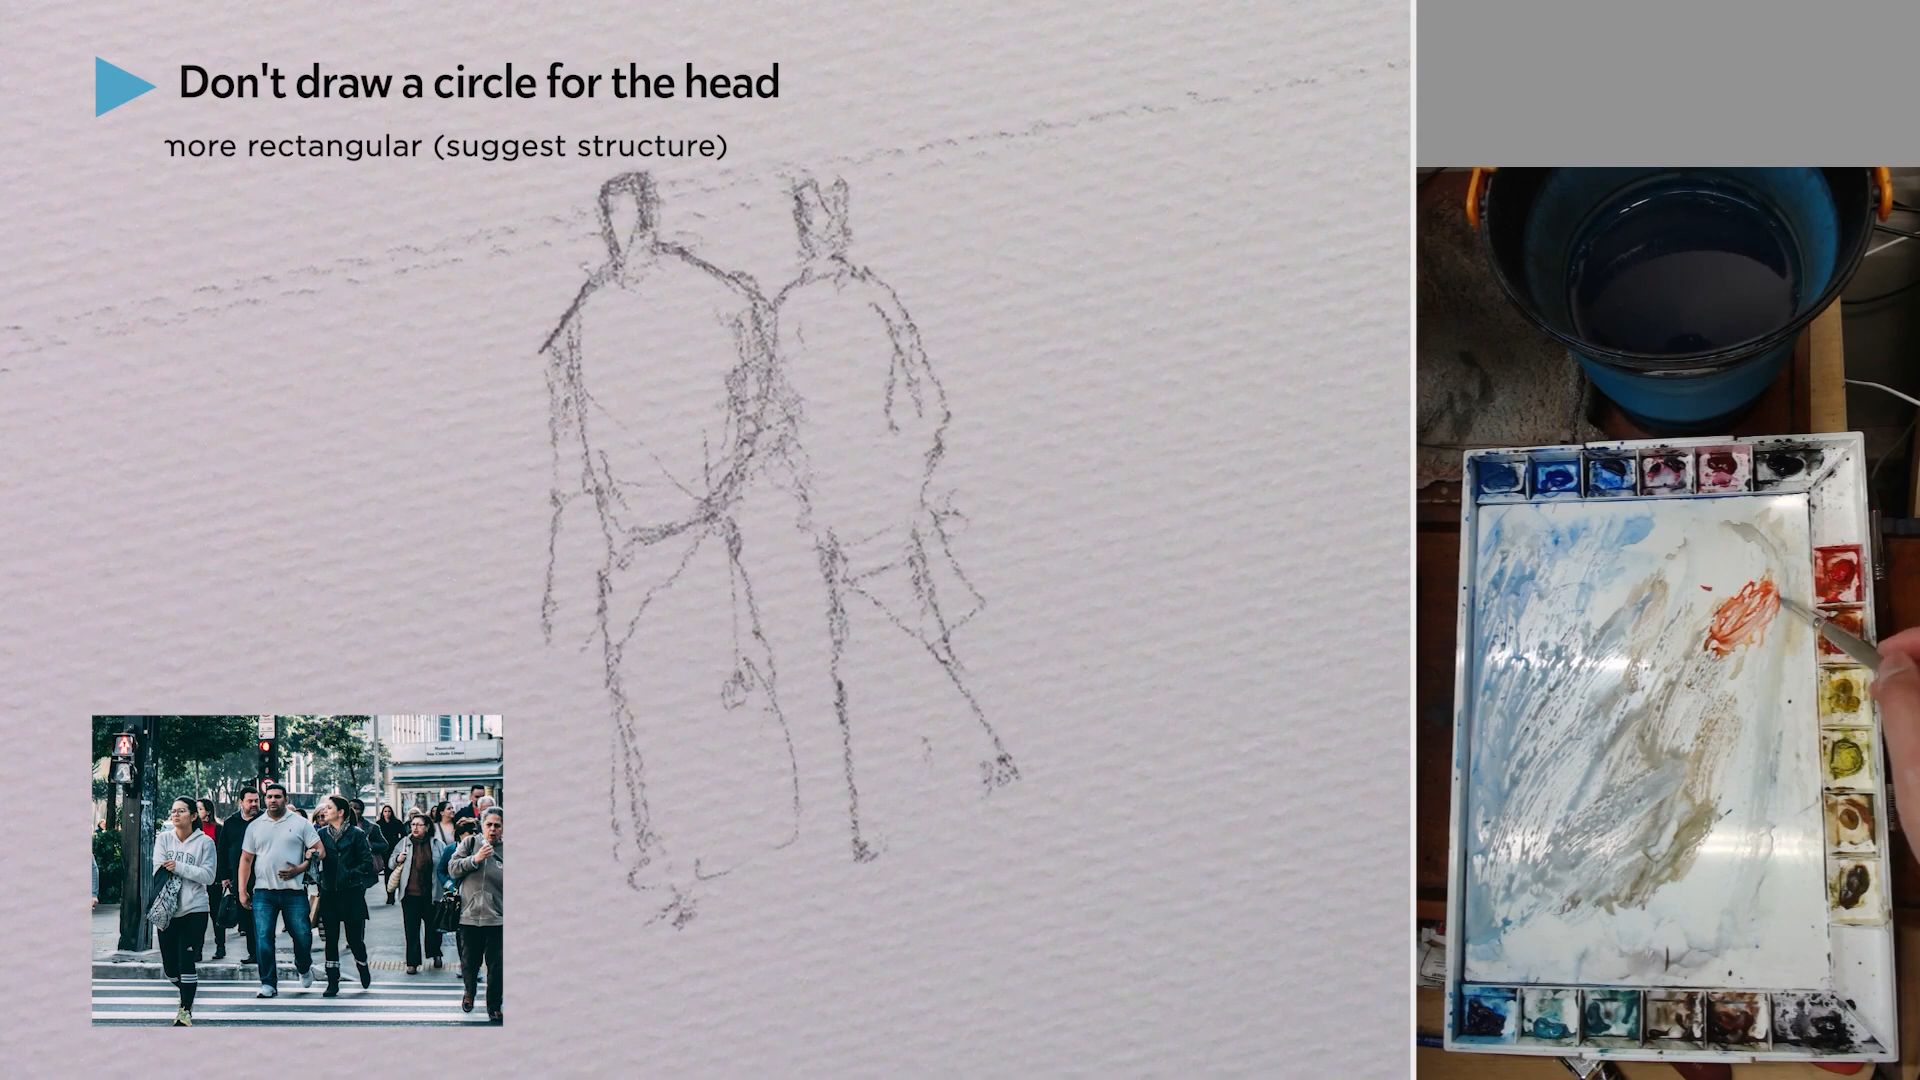 Don't draw a circle for the head
more rectangular (suggest structure)